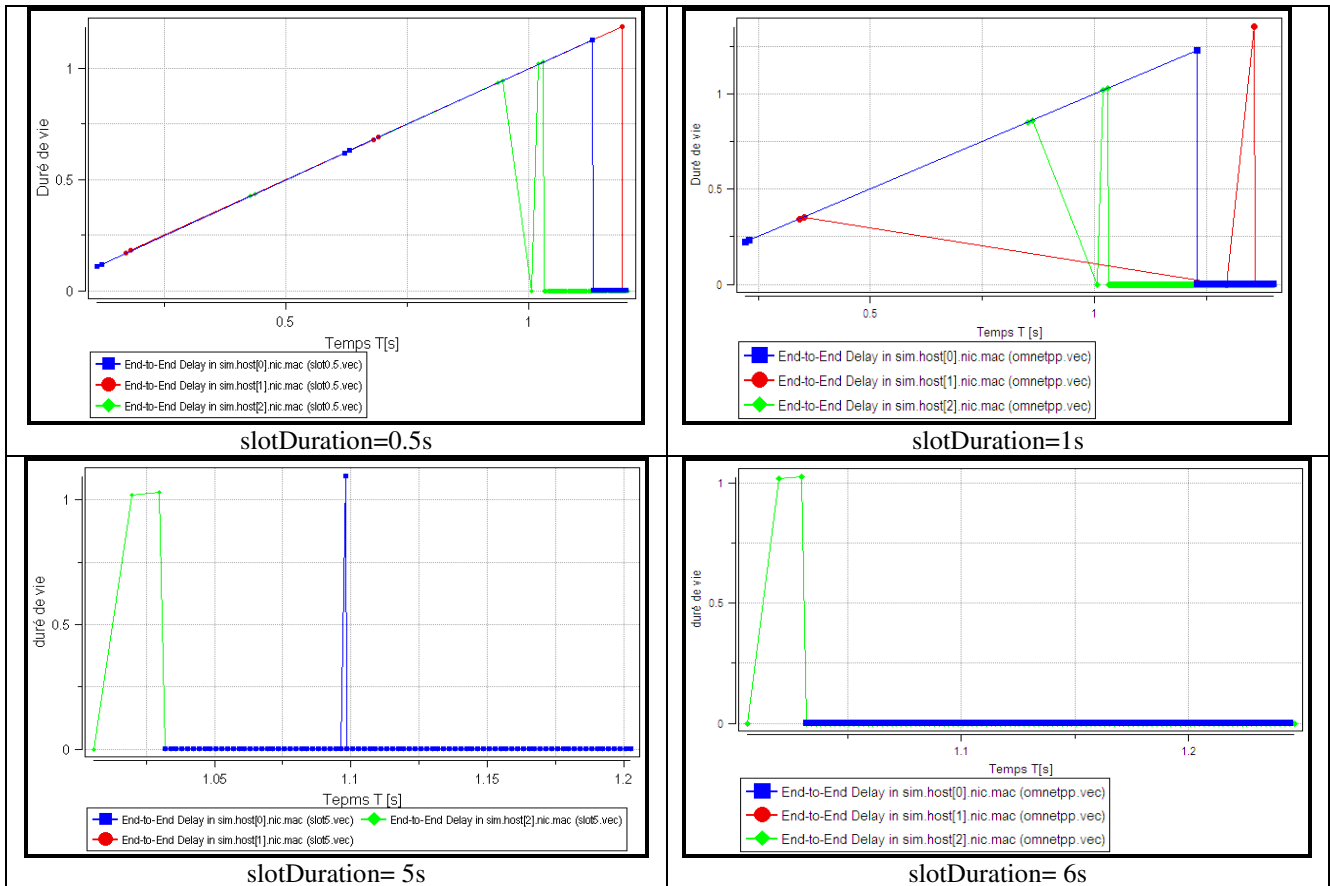 Duré de vie
1
0.5
0
0.5
1
Temps T[s]
End-to-End Delay in sim.host[0].nic.mac (slot0.5.vec)
End-to-End Delay in sim.host[1].nic.mac (slot0.5.vec)
End-to-End Delay in sim.host[2].nic.mac (slot0.5.vec)
slotDuration=0.5s
Duré de vie
1
0.5
0
0.5
1
Temps T[s]
End-to-End Delay in sim.host[0].nic.mac (omnetpp.vec)
End-to-End Delay in sim.host[1].nic.mac (omnetpp.vec)
End-to-End Delay in sim.host[2].nic.mac (omnetpp.vec)
slotDuration=1s
duré de vie
1
0.5
0
1.05
1.1
1.15
1.2
Tepms T [s]
End-to-End Delay in sim.host[0].nic.mac (slot5.vec) End-to-End Delay in sim.host[2].nic.mac (slot5.vec)
End-to-End Delay in sim.host[1].nic.mac (slot5.vec)
slotDuration= 5s
duré de vie
1
0.5
0
1.1
1.2
Temps T[s]
End-to-End Delay in sim.host[0].nic.mac (omnetpp.vec)
End-to-End Delay in sim.host[1].nic.mac (omnetpp.vec)
End-to-End Delay in sim.host[2].nic.mac (omnetpp.vec)
slotDuration= 6s